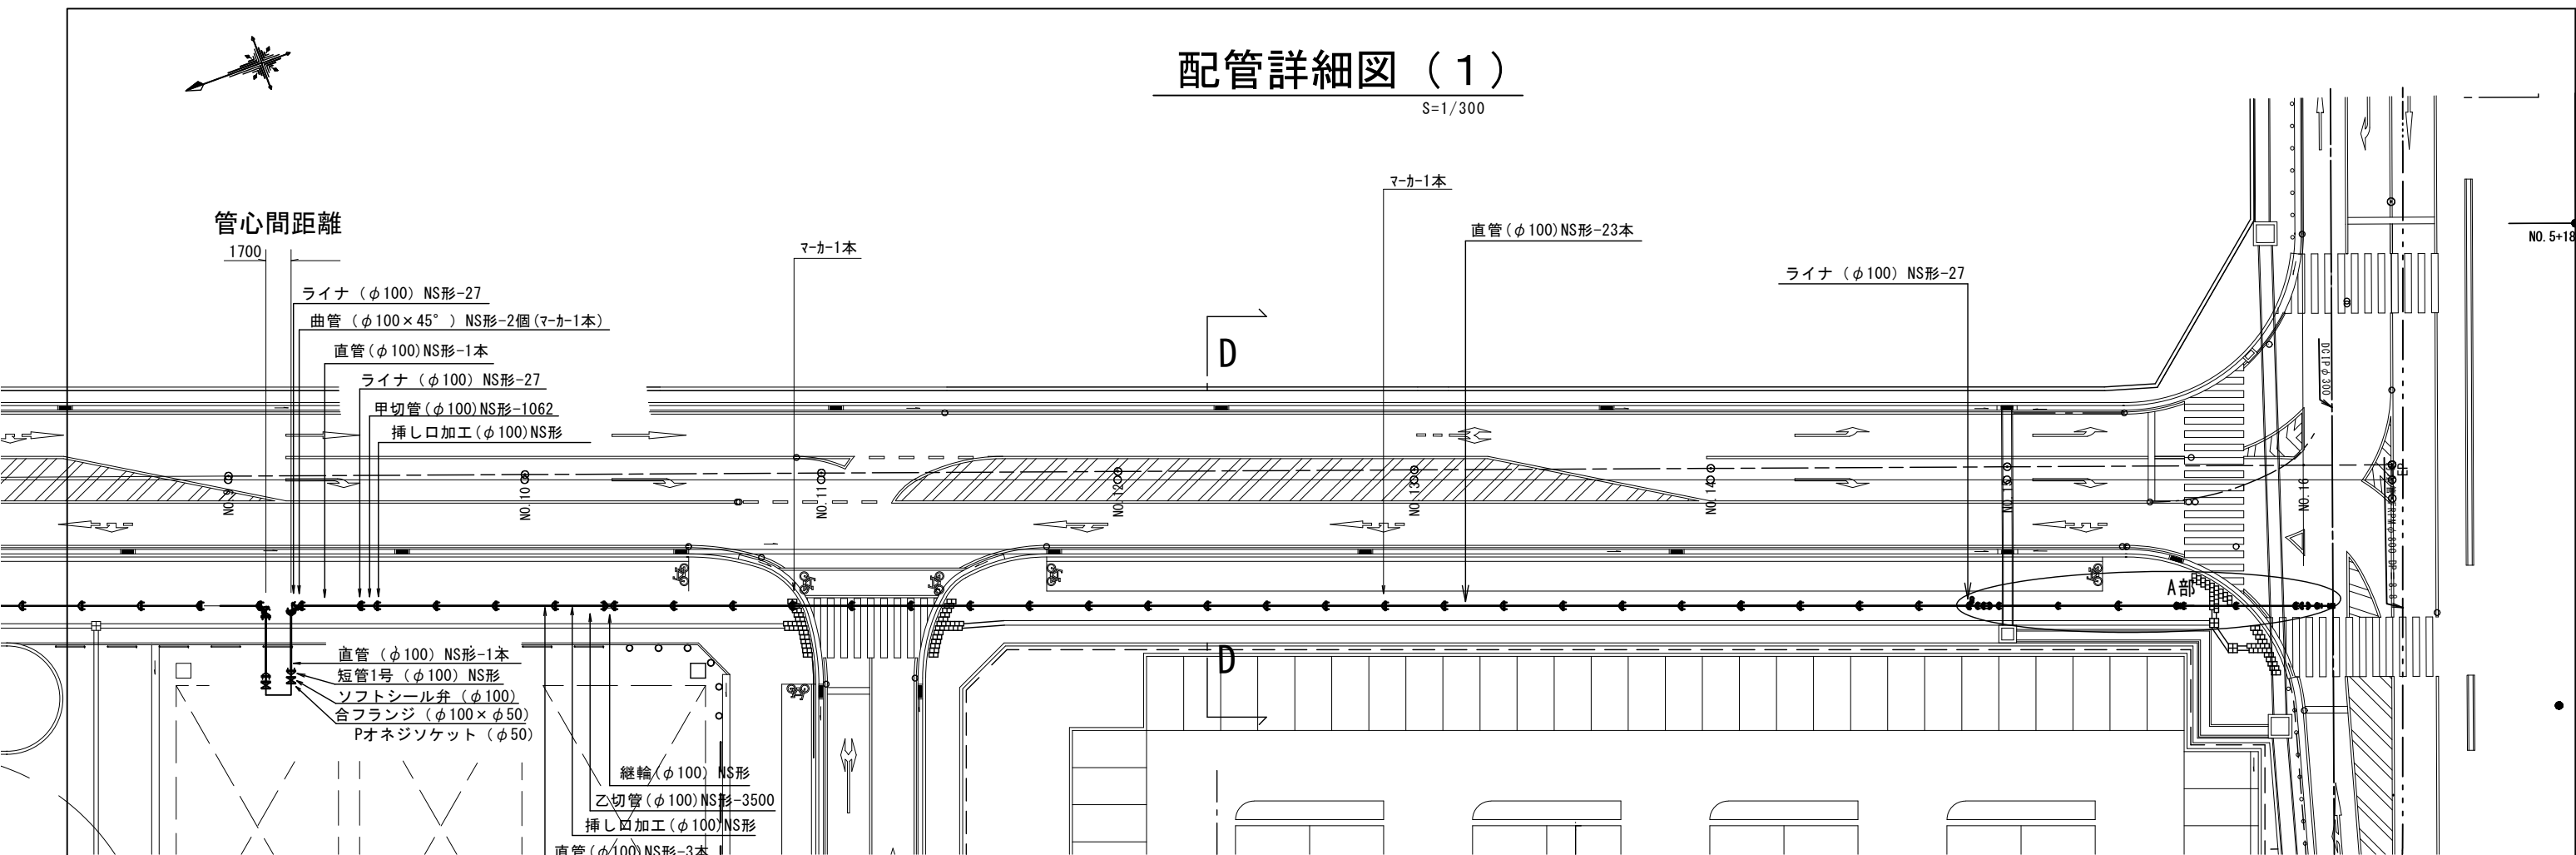 配管詳細図（１）
S=1/300
管心間距離
1700
ﾏｰｶｰ1本
ﾏｰｶｰ1本
直管(φ100)NS形-23本
ライナ（φ100）NS形-27
NO.5+18
ライナ（φ100）NS形-27
曲管（φ100×45°）NS形-2個(ﾏｰｶｰ1本)
直管(φ100)NS形-1本
ライナ（φ100）NS形-27
甲切管(φ100)NS形-1062
挿し口加工(φ100)NS形
D
DCIPφ300
NO.9
NO.10
NO.11
NO.12
NO.13
NO.14
NO.15
NO.16
EP
A部
D
直管（φ100）NS形-1本
短管1号（φ100）NS形
ソフトシール弁（φ100）
合フランジ（φ100×φ50）
Pオネジソケット（φ50）
継輪(φ100）NS形
乙切管(φ100)NS形-3500
挿し口加工(φ100)NS形
直管(φ100)NS形-3本